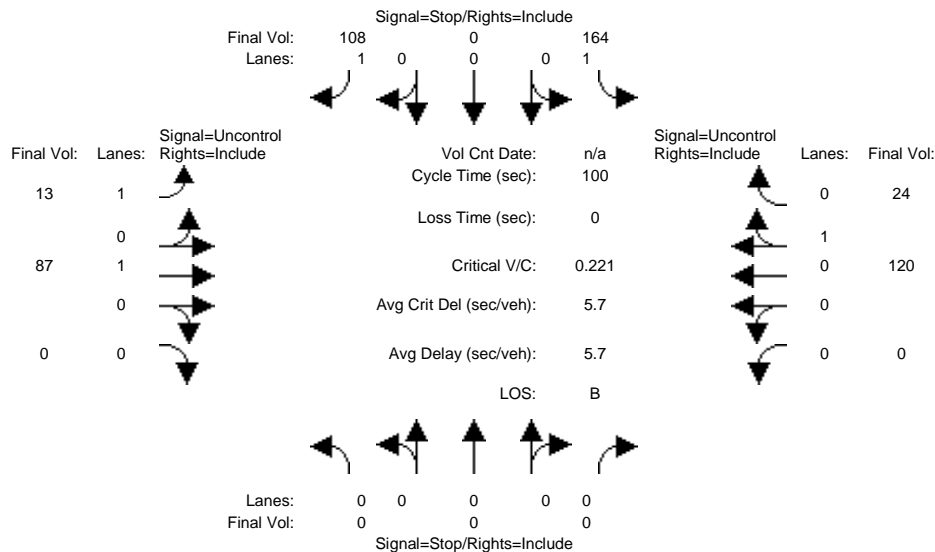 Signal=Stop/Rights=Include
Final Vol: 108 0 164
Lanes: 1 0 0 0 1
Signal=Uncontrol
Final Vol: Lanes: Rights=Include
Vol Cnt Date: n/a
Signal=Uncontrol
Rights=Include Lanes: Final Vol:
Cycle Time (sec): 100
13 1
0 24
Loss Time (sec): 0
0
1
87 1
Critical V/C: 0.221
0 120
0
Avg Crit Del (sec/veh): 5.7
0
0 0
Avg Delay (sec/veh): 5.7
0 0
LOS: B
Lanes: 0 0 0 0 0
Final Vol: 0 0 0
Signal=Stop/Rights=Include